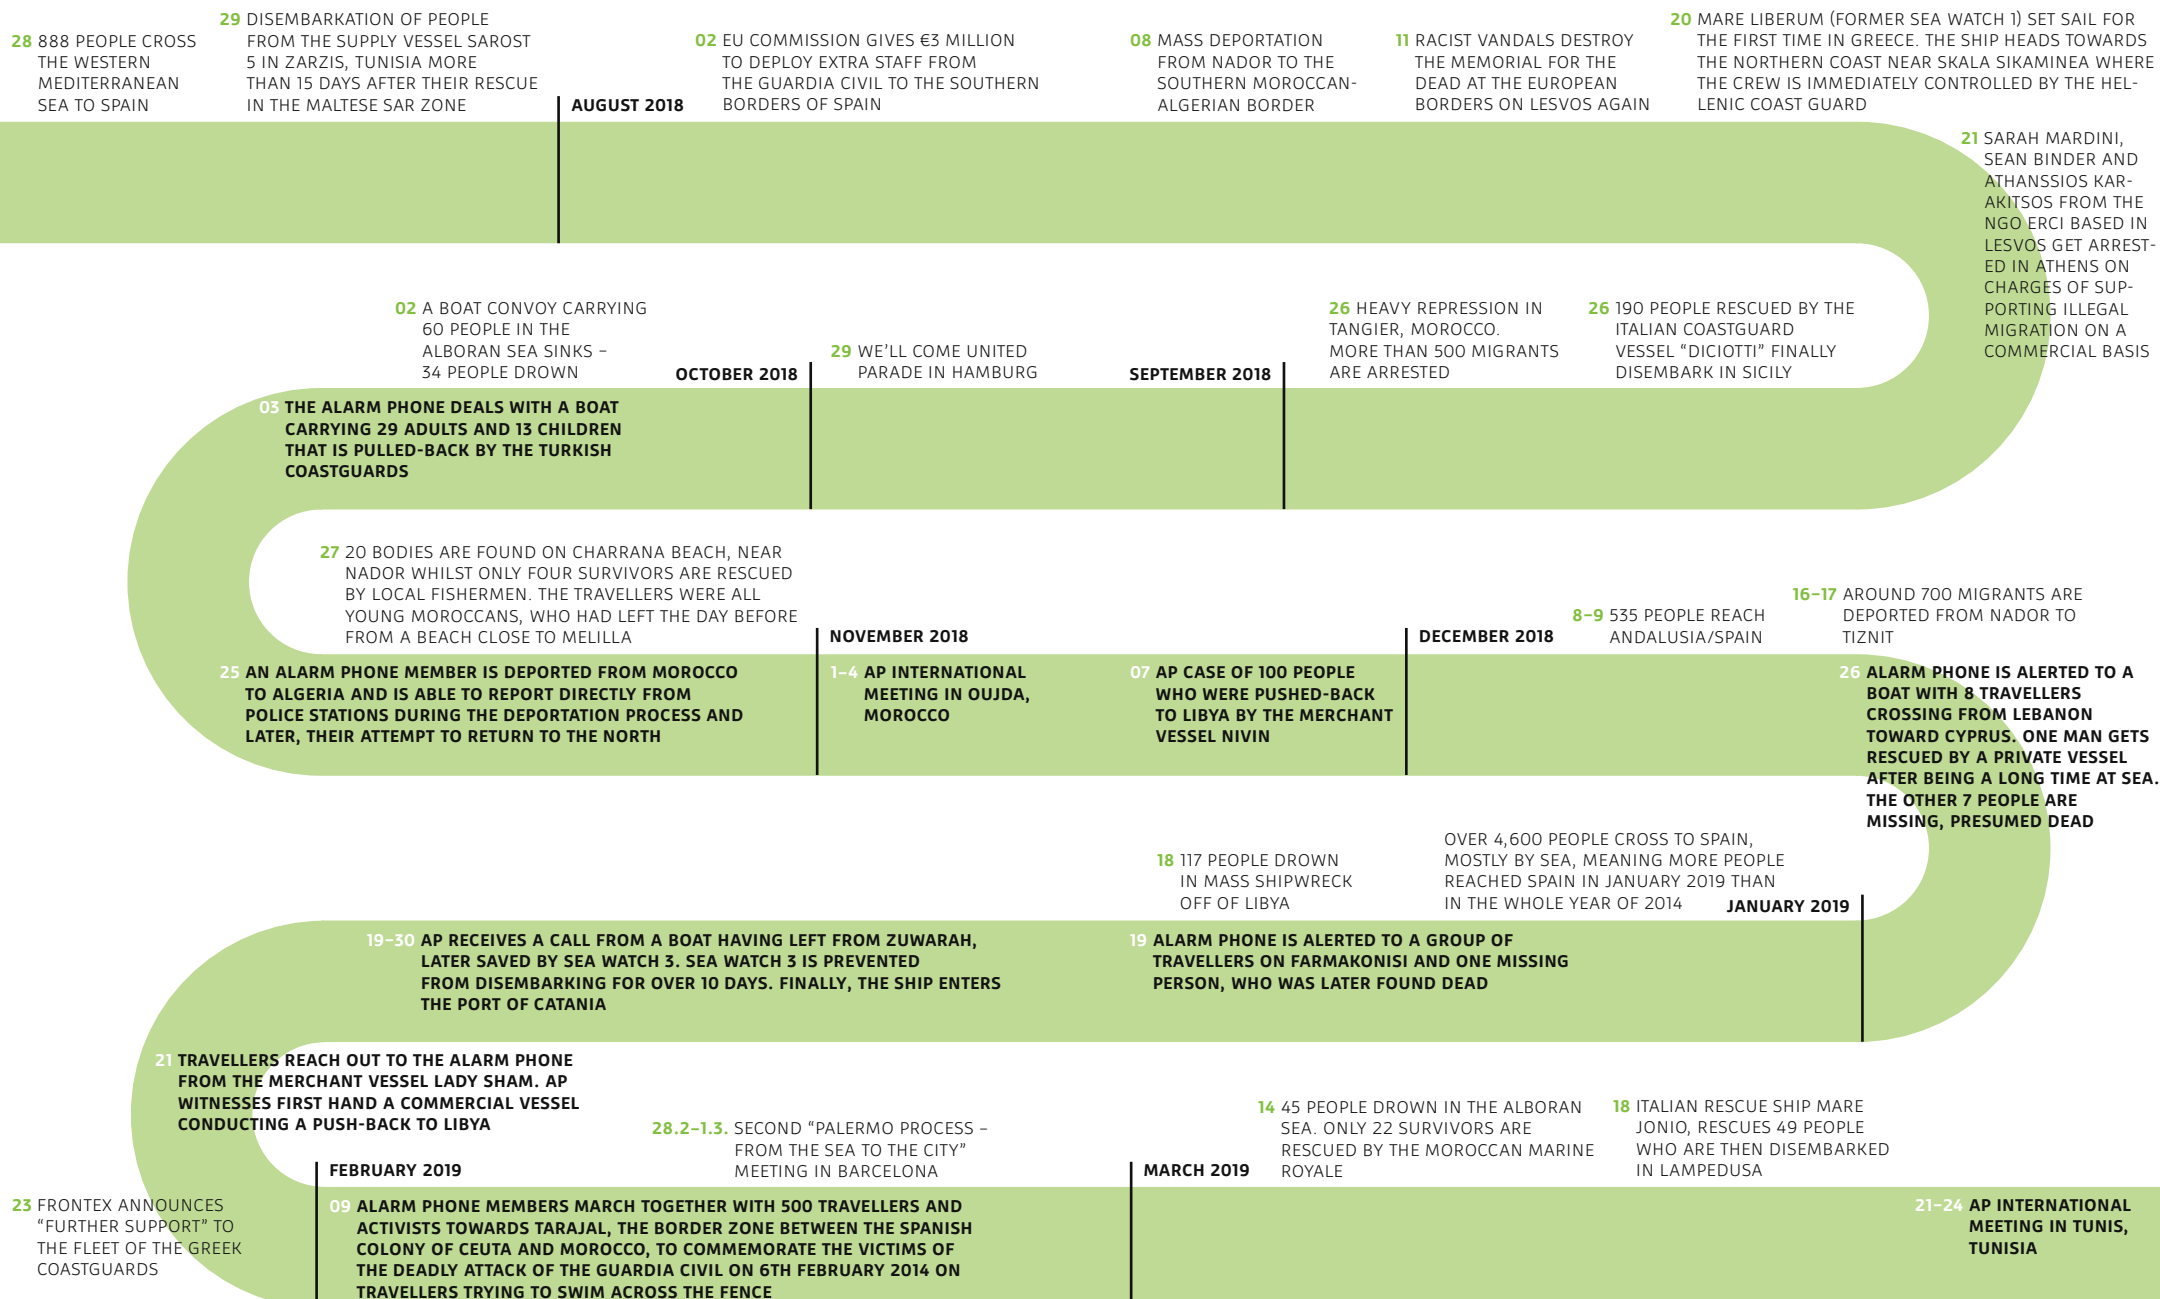 28 888 PEOPLE CROSS
THE WESTERN
MEDITERRANEAN
SEA TO SPAIN
29 DISEMBARKATION OF PEOPLE
FROM THE SUPPLY VESSEL SAROST
5 IN ZARZIS, TUNISIA MORE
THAN 15 DAYS AFTER THEIR RESCUE
IN THE MALTESE SAR ZONE
AUGUST 2018
02 EU COMMISSION GIVES €3 MILLION
TO DEPLOY EXTRA STAFF FROM
THE GUARDIA CIVIL TO THE SOUTHERN
BORDERS OF SPAIN
08 MASS DEPORTATION
FROM NADOR TO THE
SOUTHERN MOROCCAN-
ALGERIAN BORDER
11 RACIST VANDALS DESTROY
THE MEMORIAL FOR THE
DEAD AT THE EUROPEAN
BORDERS ON LESVOS AGAIN
20 MARE LIBERUM (FORMER SEA WATCH 1) SET SAIL FOR
THE FIRST TIME IN GREECE. THE SHIP HEADS TOWARDS
THE NORTHERN COAST NEAR SKALA SIKAMINEA WHERE
THE CREW IS IMMEDIATELY CONTROLLED BY THE HEL-
LENIC COAST GUARD
21 SARAH MARDINI,
SEAN BINDER AND
ATHANSSIOS KAR-
AKITSOS FROM THE
NGO ERCI BASED IN
LESVOS GET ARREST-
ED IN ATHENS ON
CHARGES OF SUP-
PORTING ILLEGAL
MIGRATION ON A
COMMERCIAL BASIS
26 190 PEOPLE RESCUED BY THE
ITALIAN COASTGUARD
VESSEL “DICIOTTI” FINALLY
DISEMBARK IN SICILY
26 HEAVY REPRESSION IN
TANGIER, MOROCCO.
MORE THAN 500 MIGRANTS
ARE ARRESTED
SEPTEMBER 2018
29 WE’LL COME UNITED
PARADE IN HAMBURG
OCTOBER 2018
02 A BOAT CONVOY CARRYING
60 PEOPLE IN THE
ALBORAN SEA SINKS –
34 PEOPLE DROWN
03 THE ALARM PHONE DEALS WITH A BOAT
CARRYING 29 ADULTS AND 13 CHILDREN
THAT IS PULLED-BACK BY THE TURKISH
COASTGUARDS
27 20 BODIES ARE FOUND ON CHARRANA BEACH, NEAR
NADOR WHILST ONLY FOUR SURVIVORS ARE RESCUED
BY LOCAL FISHERMEN. THE TRAVELLERS WERE ALL
YOUNG MOROCCANS, WHO HAD LEFT THE DAY BEFORE
FROM A BEACH CLOSE TO MELILLA
25 AN ALARM PHONE MEMBER IS DEPORTED FROM MOROCCO
TO ALGERIA AND IS ABLE TO REPORT DIRECTLY FROM
POLICE STATIONS DURING THE DEPORTATION PROCESS AND
LATER, THEIR ATTEMPT TO RETURN TO THE NORTH
NOVEMBER 2018
1–4 AP INTERNATIONAL
MEETING IN OUJDA,
MOROCCO
07 AP CASE OF 100 PEOPLE
WHO WERE PUSHED-BACK
TO LIBYA BY THE MERCHANT
VESSEL NIVIN
DECEMBER 2018
8–9 535 PEOPLE REACH
ANDALUSIA/SPAIN
16–17 AROUND 700 MIGRANTS ARE
DEPORTED FROM NADOR TO
TIZNIT
26 ALARM PHONE IS ALERTED TO A
BOAT WITH 8 TRAVELLERS
CROSSING FROM LEBANON
TOWARD CYPRUS. ONE MAN GETS
RESCUED BY A PRIVATE VESSEL
AFTER BEING A LONG TIME AT SEA.
THE OTHER 7 PEOPLE ARE
MISSING, PRESUMED DEAD
JANUARY 2019
OVER 4,600 PEOPLE CROSS TO SPAIN,
MOSTLY BY SEA, MEANING MORE PEOPLE
REACHED SPAIN IN JANUARY 2019 THAN
IN THE WHOLE YEAR OF 2014
18 117 PEOPLE DROWN
IN MASS SHIPWRECK
OFF OF LIBYA
19 ALARM PHONE IS ALERTED TO A GROUP OF
TRAVELLERS ON FARMAKONISI AND ONE MISSING
PERSON, WHO WAS LATER FOUND DEAD
19–30 AP RECEIVES A CALL FROM A BOAT HAVING LEFT FROM ZUWARAH,
LATER SAVED BY SEA WATCH 3. SEA WATCH 3 IS PREVENTED
FROM DISEMBARKING FOR OVER 10 DAYS. FINALLY, THE SHIP ENTERS
THE PORT OF CATANIA
21 TRAVELLERS REACH OUT TO THE ALARM PHONE
FROM THE MERCHANT VESSEL LADY SHAM. AP
WITNESSES FIRST HAND A COMMERCIAL VESSEL
CONDUCTING A PUSH-BACK TO LIBYA
23 FRONTEX ANNOUNCES
“FURTHER SUPPORT” TO
THE FLEET OF THE GREEK
COASTGUARDS
FEBRUARY 2019
28.2–1.3. SECOND “PALERMO PROCESS –
FROM THE SEA TO THE CITY”
MEETING IN BARCELONA
09 ALARM PHONE MEMBERS MARCH TOGETHER WITH 500 TRAVELLERS AND
ACTIVISTS TOWARDS TARAJAL, THE BORDER ZONE BETWEEN THE SPANISH
COLONY OF CEUTA AND MOROCCO, TO COMMEMORATE THE VICTIMS OF
THE DEADLY ATTACK OF THE GUARDIA CIVIL ON 6TH FEBRUARY 2014 ON
TRAVELLERS TRYING TO SWIM ACROSS THE FENCE
MARCH 2019
14 45 PEOPLE DROWN IN THE ALBORAN
SEA. ONLY 22 SURVIVORS ARE
RESCUED BY THE MOROCCAN MARINE
ROYALE
18 ITALIAN RESCUE SHIP MARE
JONIO, RESCUES 49 PEOPLE
WHO ARE THEN DISEMBARKED
IN LAMPEDUSA
21–24 AP INTERNATIONAL
MEETING IN TUNIS,
TUNISIA